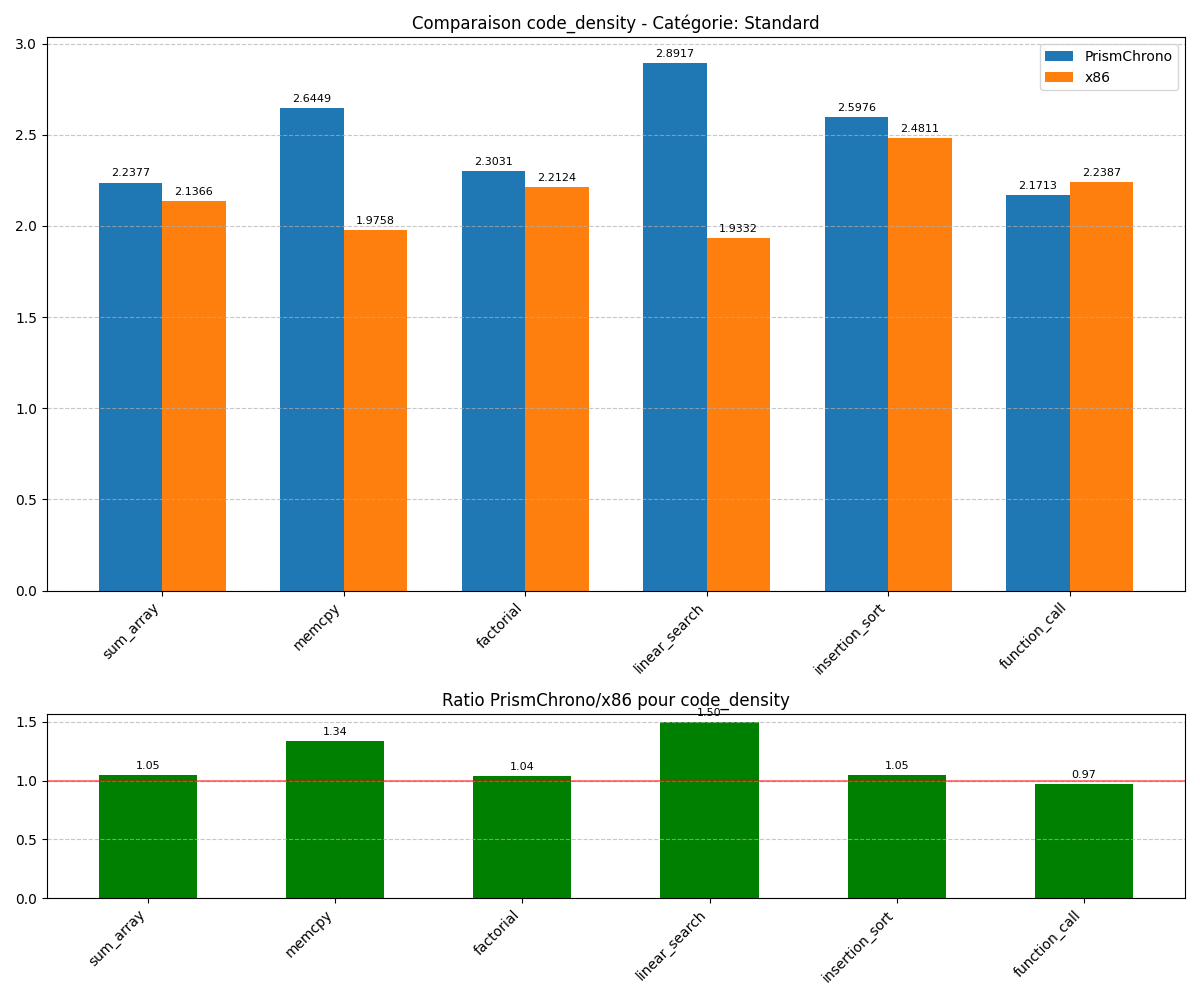 Comparaison code_density - Catégorie: Standard
3.0
2.5
2.0
1.5
1.0
0.5
0.0
PrismChrono
x86
2.2377
2.1366
2.6449
1.9758
2.3031
2.2124
2.8917
1.9332
2.5976
2.4811
2.1713
2.2387
sum_array
memcpy
factorial
linear_search
insertion_sort
function_call
Ratio PrismChrono/x86 pour code_density
1.5
1.0
0.5
0.0
1.05
1.34
1.04
1.50
1.05
0.97
sum_array
memcpy
factorial
linear_search
insertion_sort
function_call